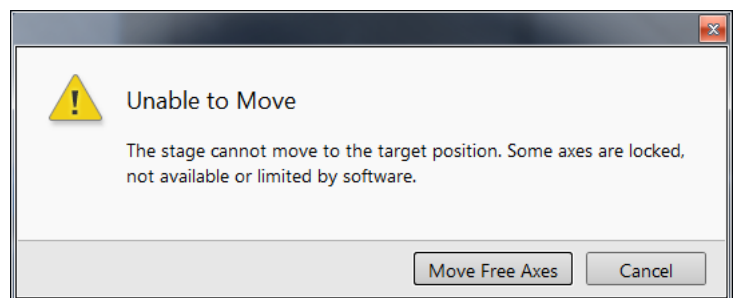 Unable to Move
The stage cannot move to the target position. Some axes are locked,
not available or limited by software.
Move Free Axes
Cancel